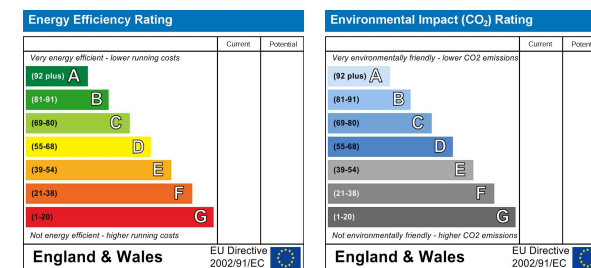 Energy Efficiency Rating
Current Potential
Very energy efficient - lower running costs
(92 plus) A
(81-91) B
(69-80) C
(55-68) D
(39-54) E
(21-38) F
(1-20) G
Not energy efficient - higher running costs
England & Wales
EU Directive
2002/91/EC
Environmental Impact (CO2) Rating
Current Potent
Very environmentally friendly - lower CO2 emissions
(92 plus) A
(81-91) B
(69-80) C
(55-68) D
(39-54) E
(21-38) F
(1-20) G
Not environmentally friendly - higher CO2 emissions
England & Wales
EU Directive
2002/91/EC